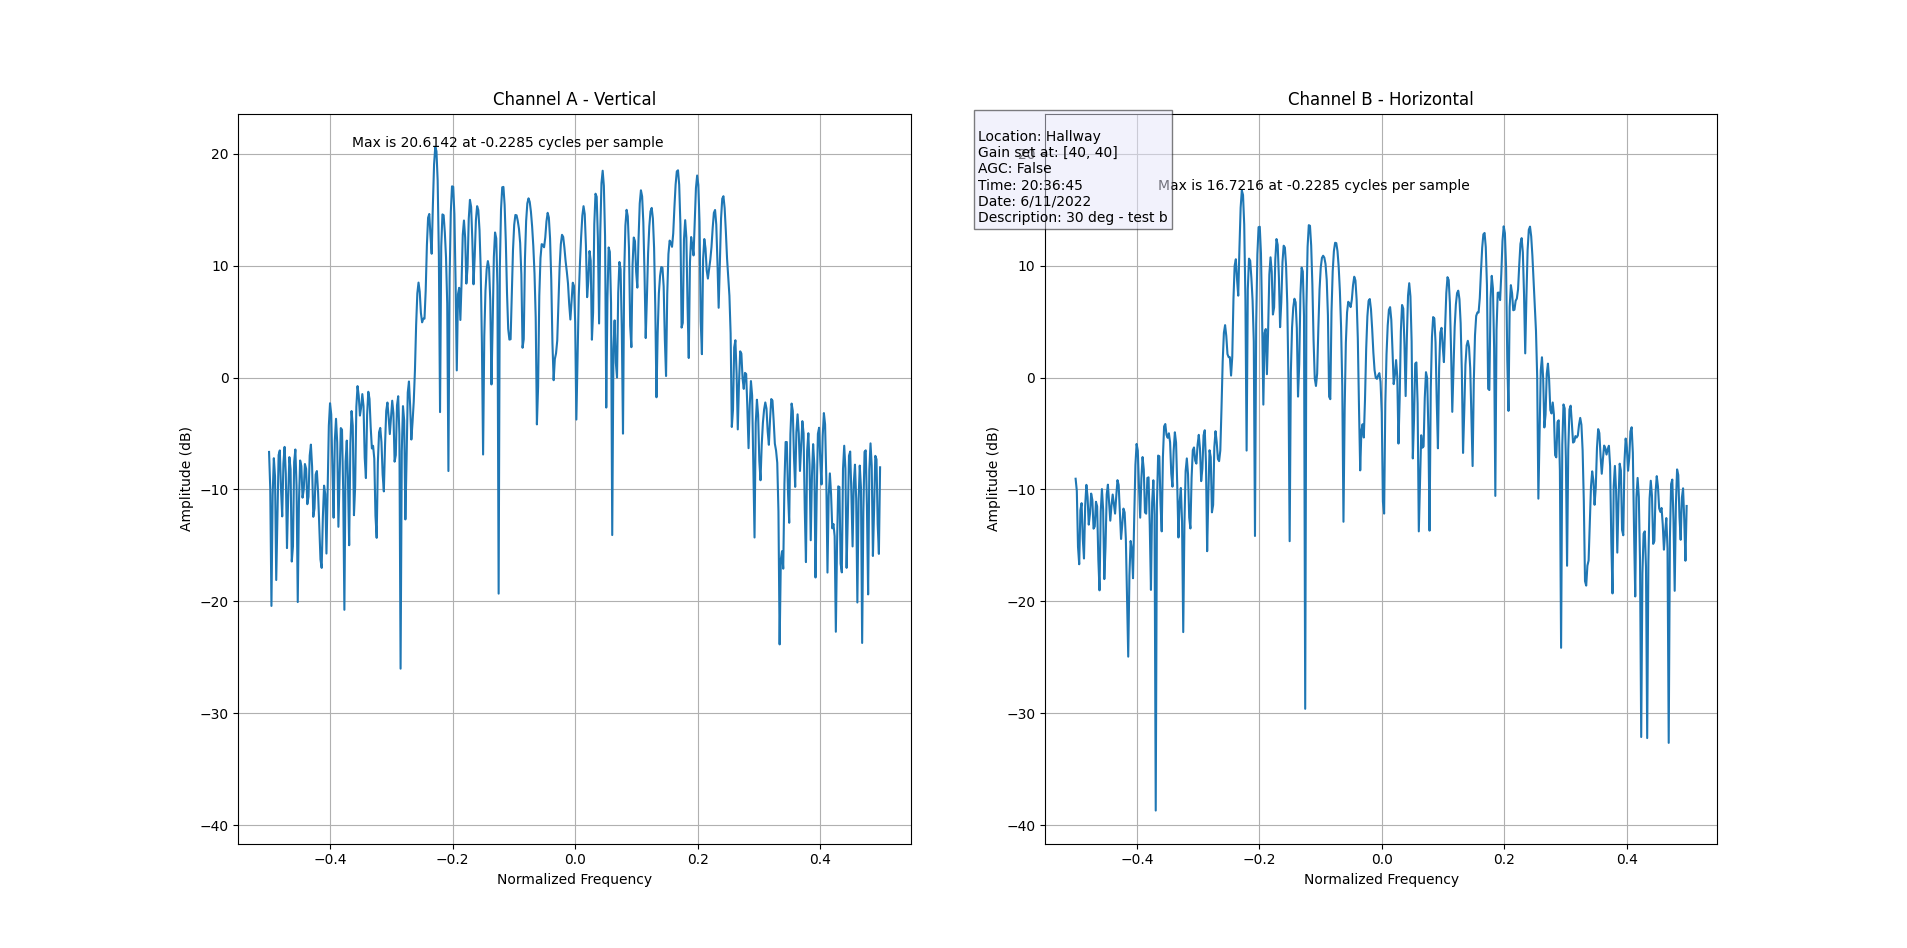 Channel A - Vertical
Max is 20.6142 at -0.2285 cycles per sample
20
10
0
−10
−20
−30
−40
Amplitude (dB)
−0.4 −0.2 0.0 0.2 0.4
Normalized Frequency
Channel B - Horizontal
Location: Hallway
Gain set at: [40, 40]
AGC: False
Time: 20:36:45
Date: 6/11/2022
Description: 30 deg - test b
Max is 16.7216 at -0.2285 cycles per sample
20
10
0
−10
−20
−30
−40
Amplitude (dB)
−0.4 −0.2 0.0 0.2 0.4
Normalized Frequency